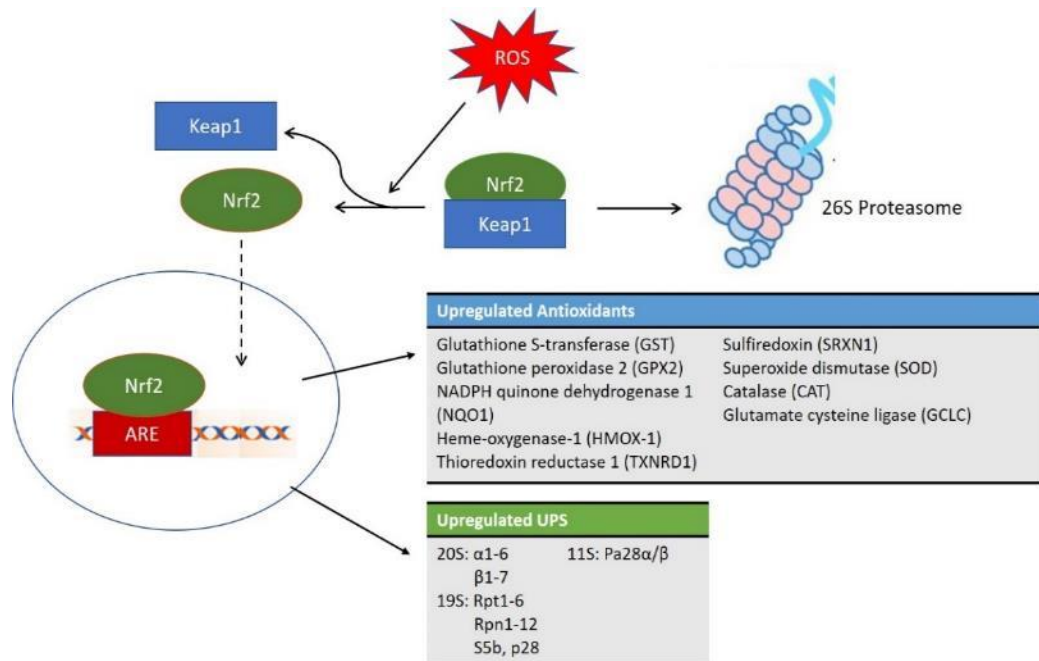 ROS
Keap1
Nrf2
Nrf2
Keap1
26S Proteasome
Nrf2
ARE
Upregulated Antioxidants
Glutathione S-transferase (GST)
Glutathione peroxidase 2 (GPX2)
NADPH quinone dehydrogenase 1
(NQO1)
Heme-oxygenase-1 (HMOX-1)
Thioredoxin reductase 1 (TXNRD1)
Sulfiredoxin (SRXN1)
Superoxide dismutase (SOD)
Catalase (CAT)
Glutamate cysteine ligase (GCLC)
Upregulated UPS
20S: α1-6
β1-7
19S: Rpt1-6
Rpn1-12
S5b, p28
11S: Pa28α/β